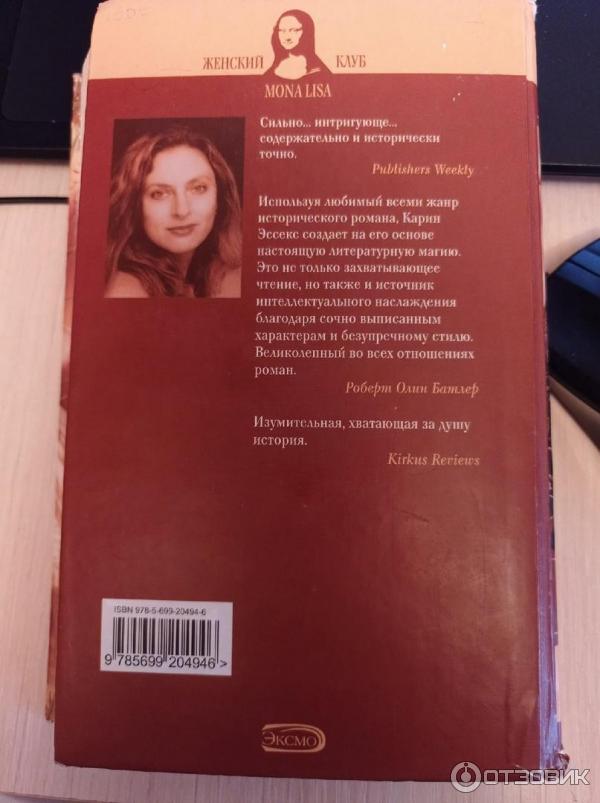 ЖЕНСКИЙ КЛУБ
MONA LISA
Сильно... интригующе...
содержательно и исторически
точно.
Publishers Weekly
Используя любимый всеми жанр
исторического романа, Карин
Эссекс создает на его основе
настоящую литературную магию.
Это не только захватывающее
чтение, но также и источник
интеллектуального наслаждения
благодаря сочно выписанным
характерам и безупречному стилю.
Великолепный во всех отношениях
роман.
Роберт Олин Батлер
Изумительная, хватающая за душу
история.
Kirkus Reviews
ISBN 978-5-699-20494-6
9 785699 204946 >
ЭКСМО
ОТЗОВИК